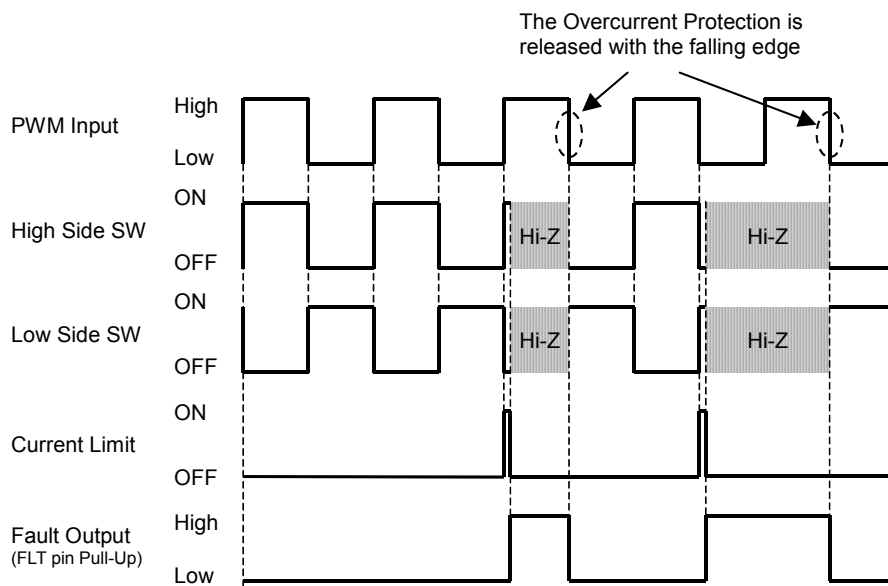 The Overcurrent Protection is
released with the falling edge
High
PWM Input
Low
ON
High Side SW
Hi-Z
Hi-Z
OFF
ON
Low Side SW
Hi-Z
Hi-Z
OFF
ON
Current Limit
OFF
High
Fault Output
(FLT pin Pull-Up)
Low